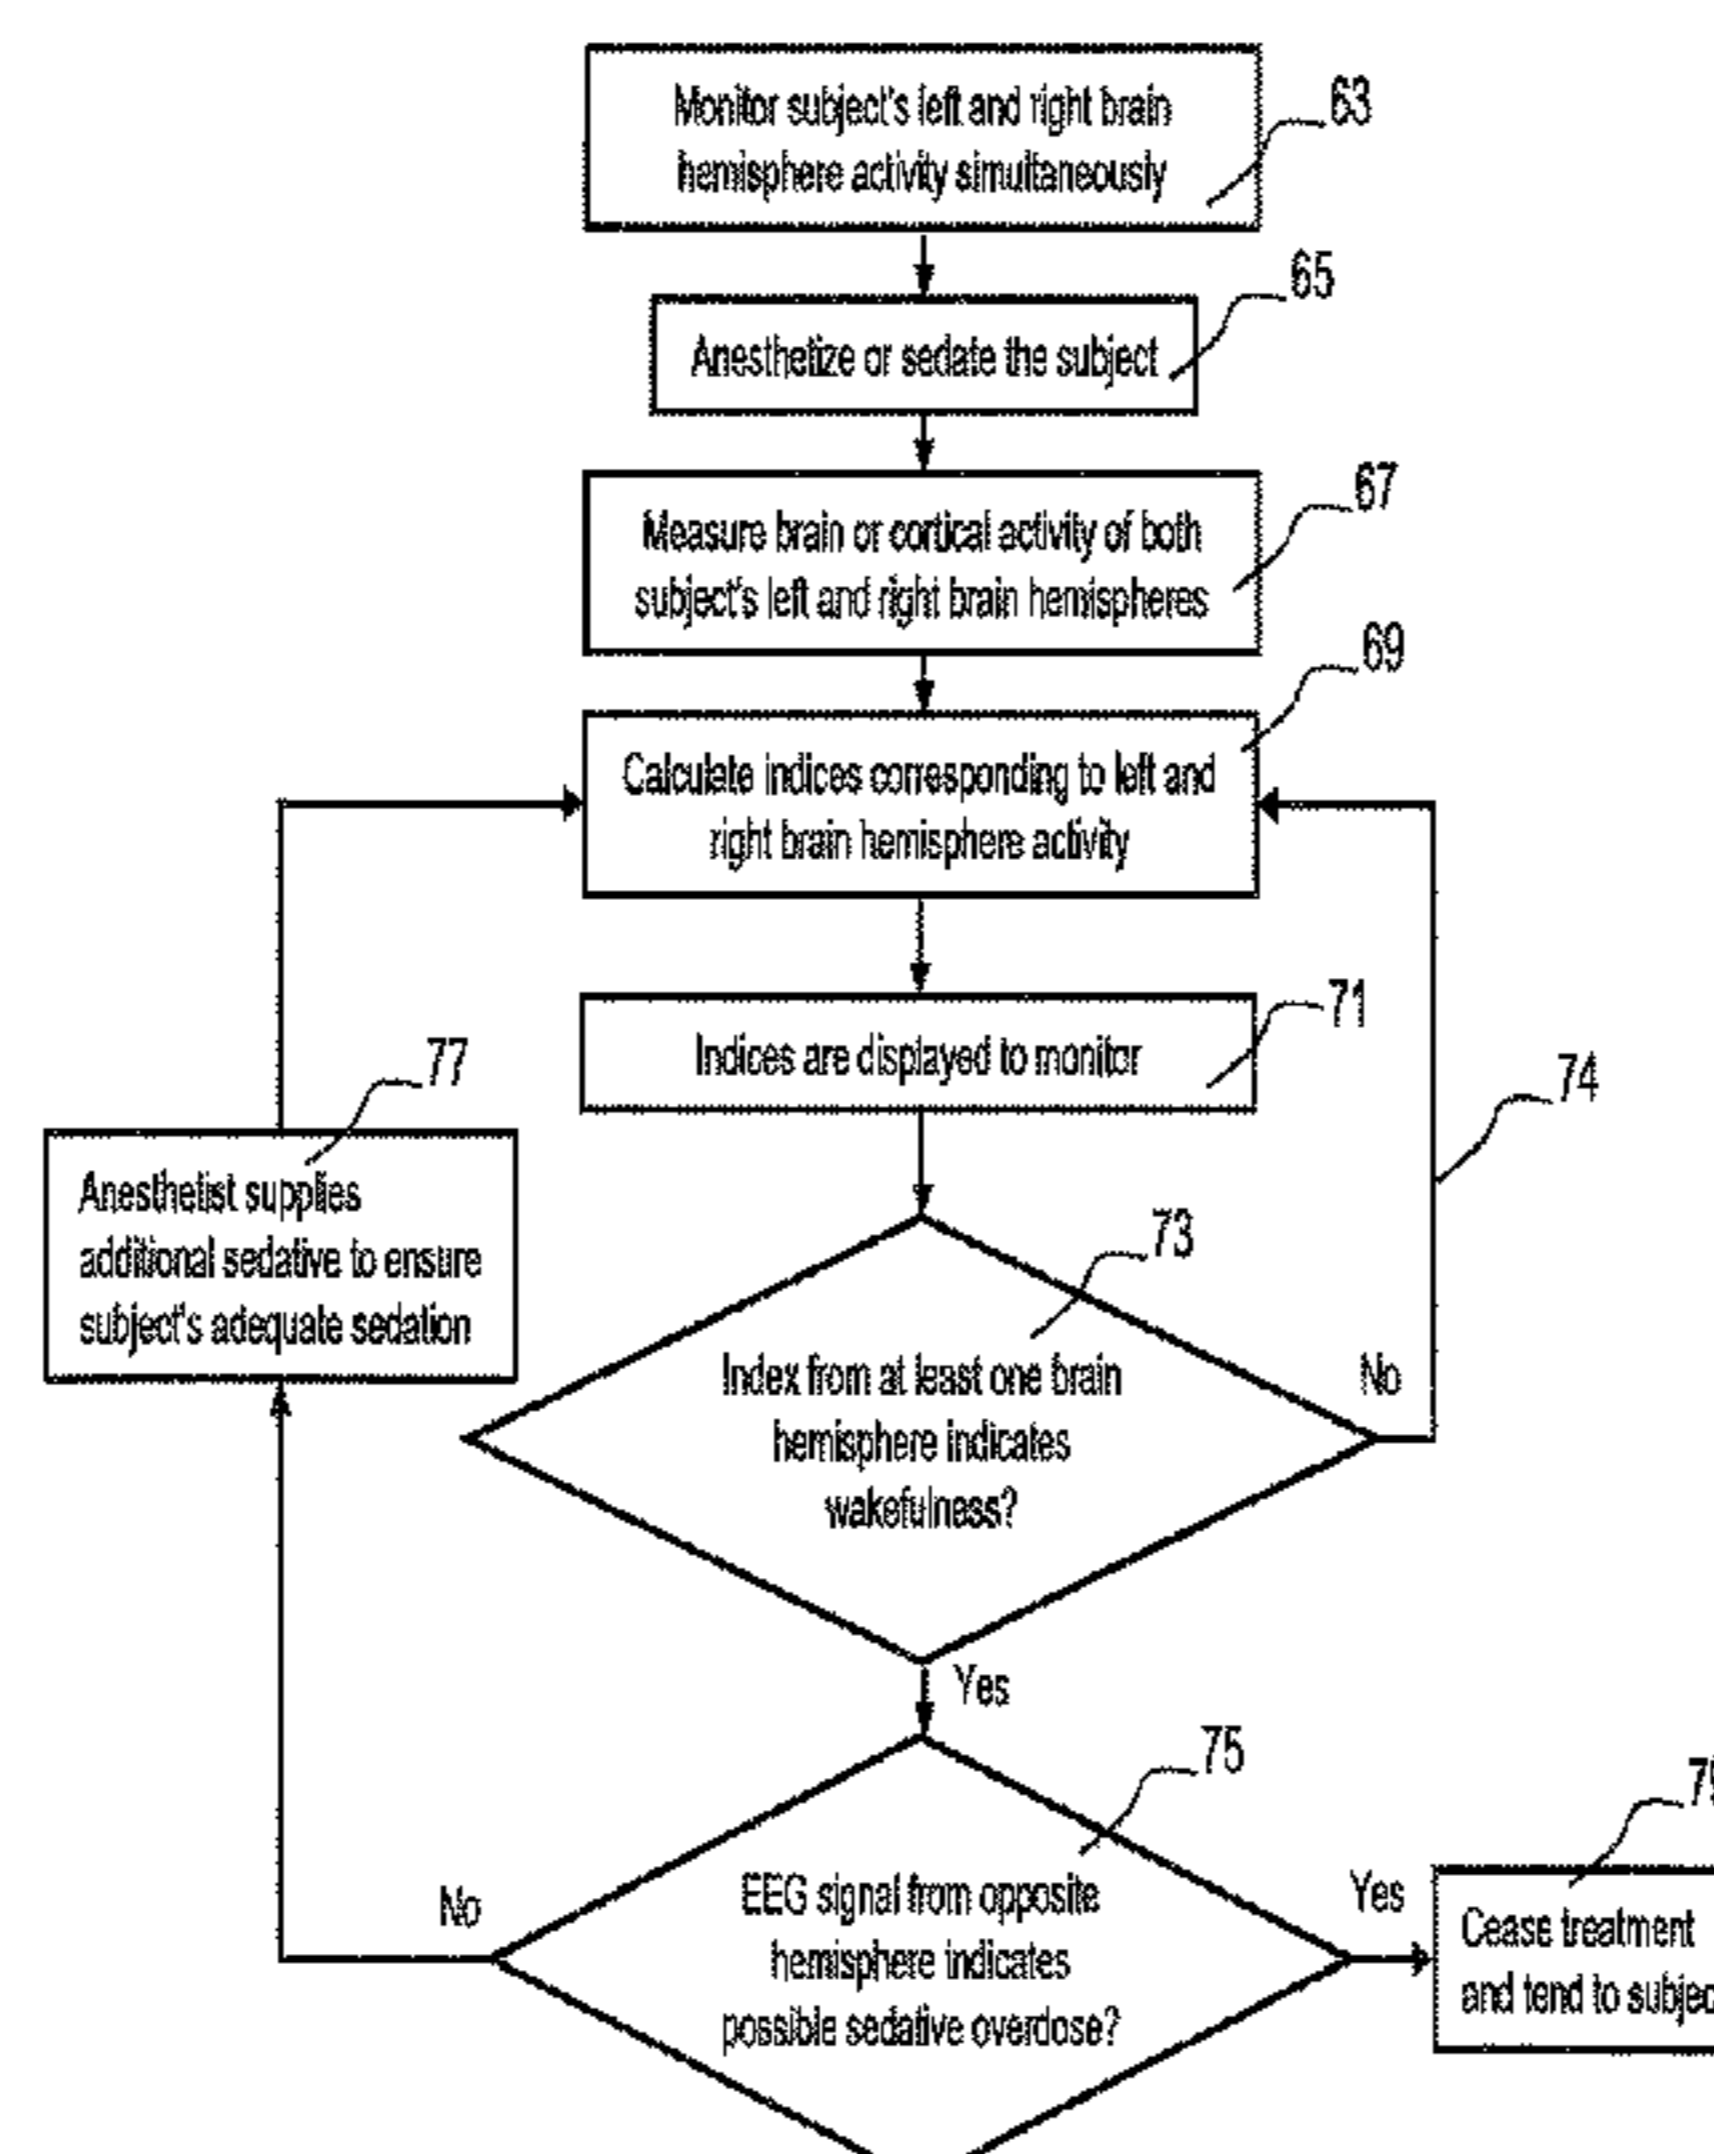 Monitor subject's left and right brain
hemisphere activity simultaneously
63
Anesthetize or sedate the subject
65
Measure brain or cortical activity of both
subject's left and right brain hemispheres
67
69
Calculate indices corresponding to left and
right brain hemisphere activity
Indices are displayed to monitor
71
77
Anesthetist supplies
additional sedative to ensure
subject's adequate sedation
74
73
Index from at least one brain
hemisphere indicates
wakefulness?
No
Yes
75
EEG signal from opposite
hemisphere indicates
possible sedative overdose?
No
Yes
Cease treatment
and tend to